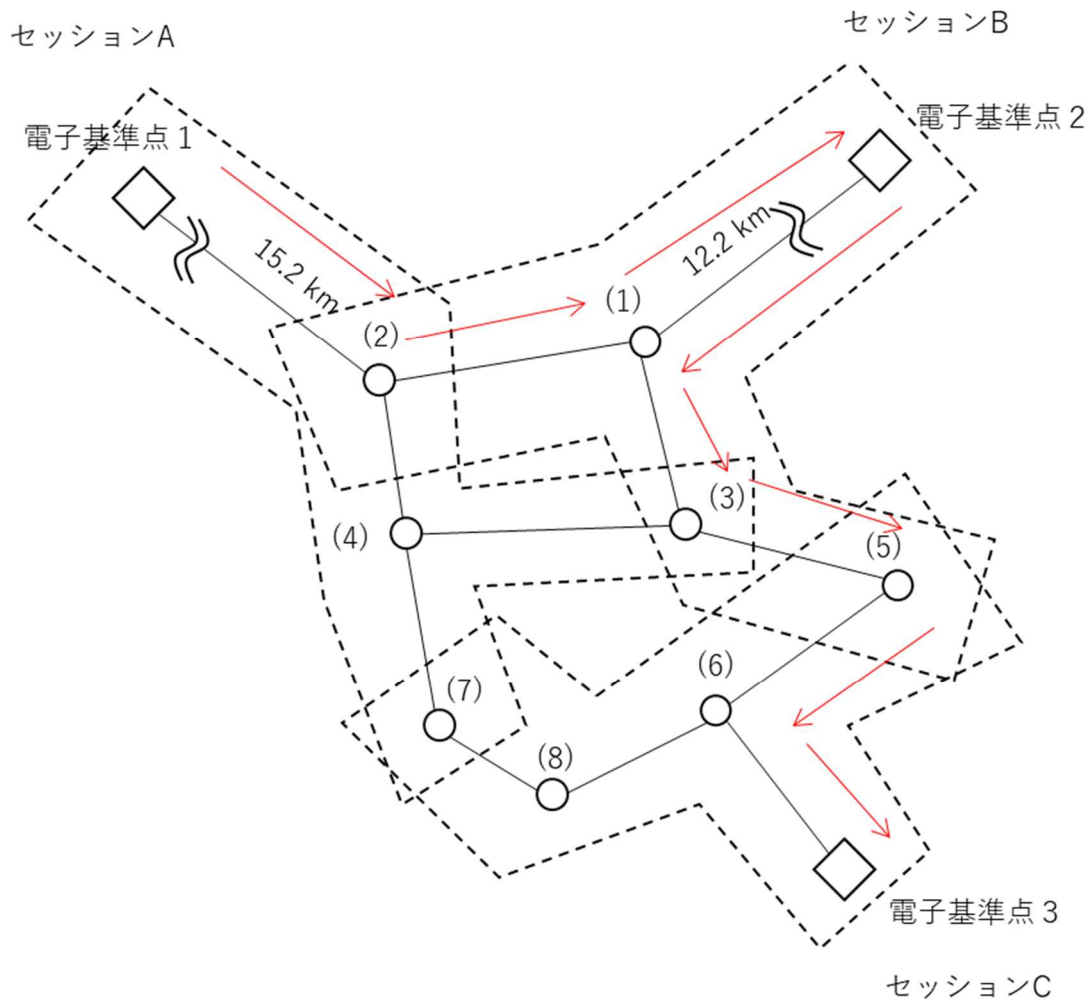 セッションA
セッションB
電子基準点1
電子基準点2
15.2 km
12.2 km
(1)
(2)
(3)
(4)
(5)
(6)
(7)
(8)
電子基準点3
セッションC